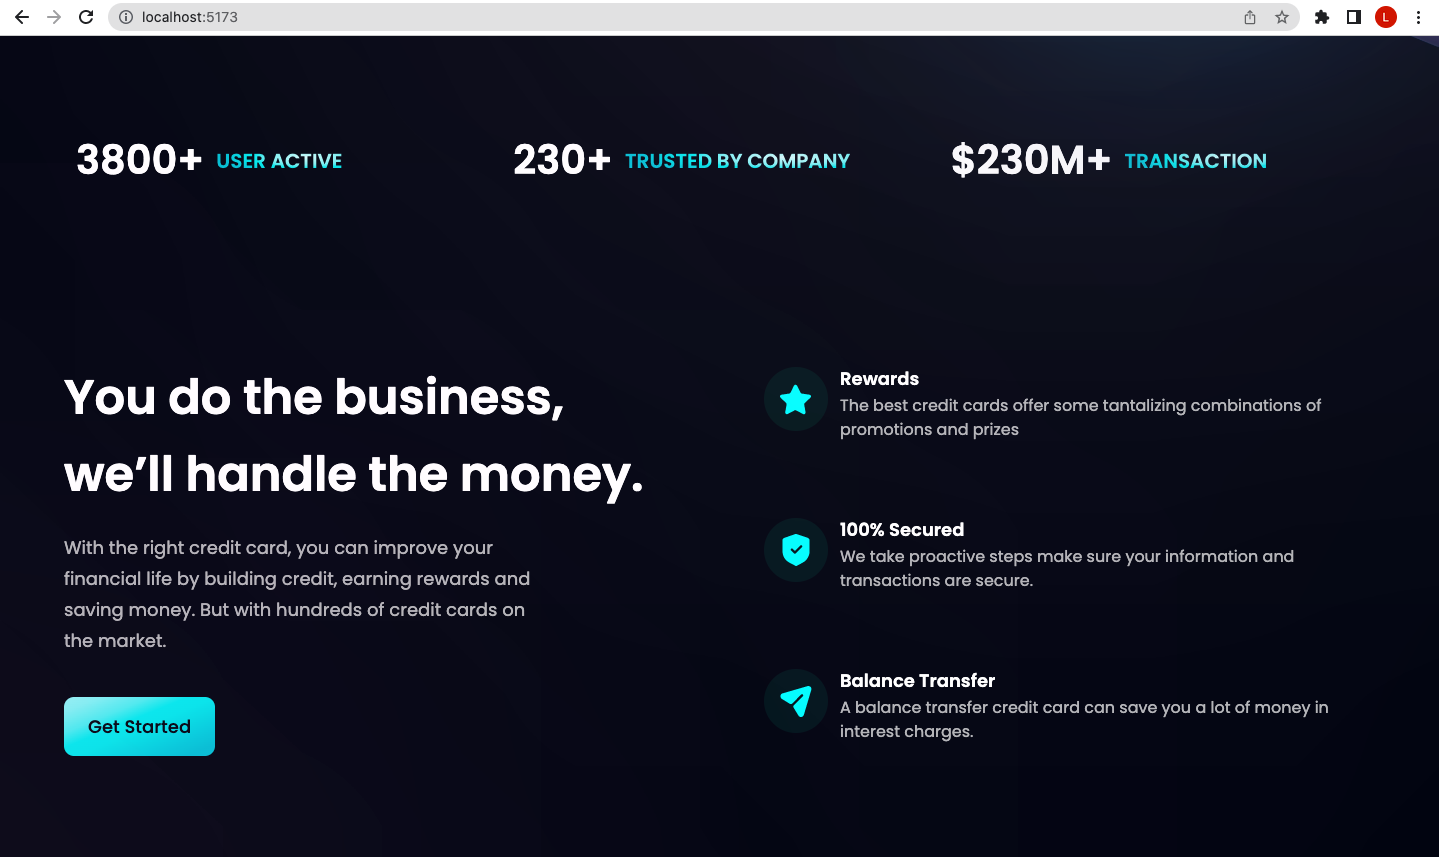 localhost:5173
L
3800+ USER ACTIVE
230+ TRUSTED BY COMPANY
$230M+ TRANSACTION
You do the business,
we’ll handle the money.
With the right credit card, you can improve your
financial life by building credit, earning rewards and
saving money. But with hundreds of credit cards on
the market.
Get Started
Rewards
The best credit cards offer some tantalizing combinations of
promotions and prizes
100% Secured
We take proactive steps make sure your information and
transactions are secure.
Balance Transfer
A balance transfer credit card can save you a lot of money in
interest charges.